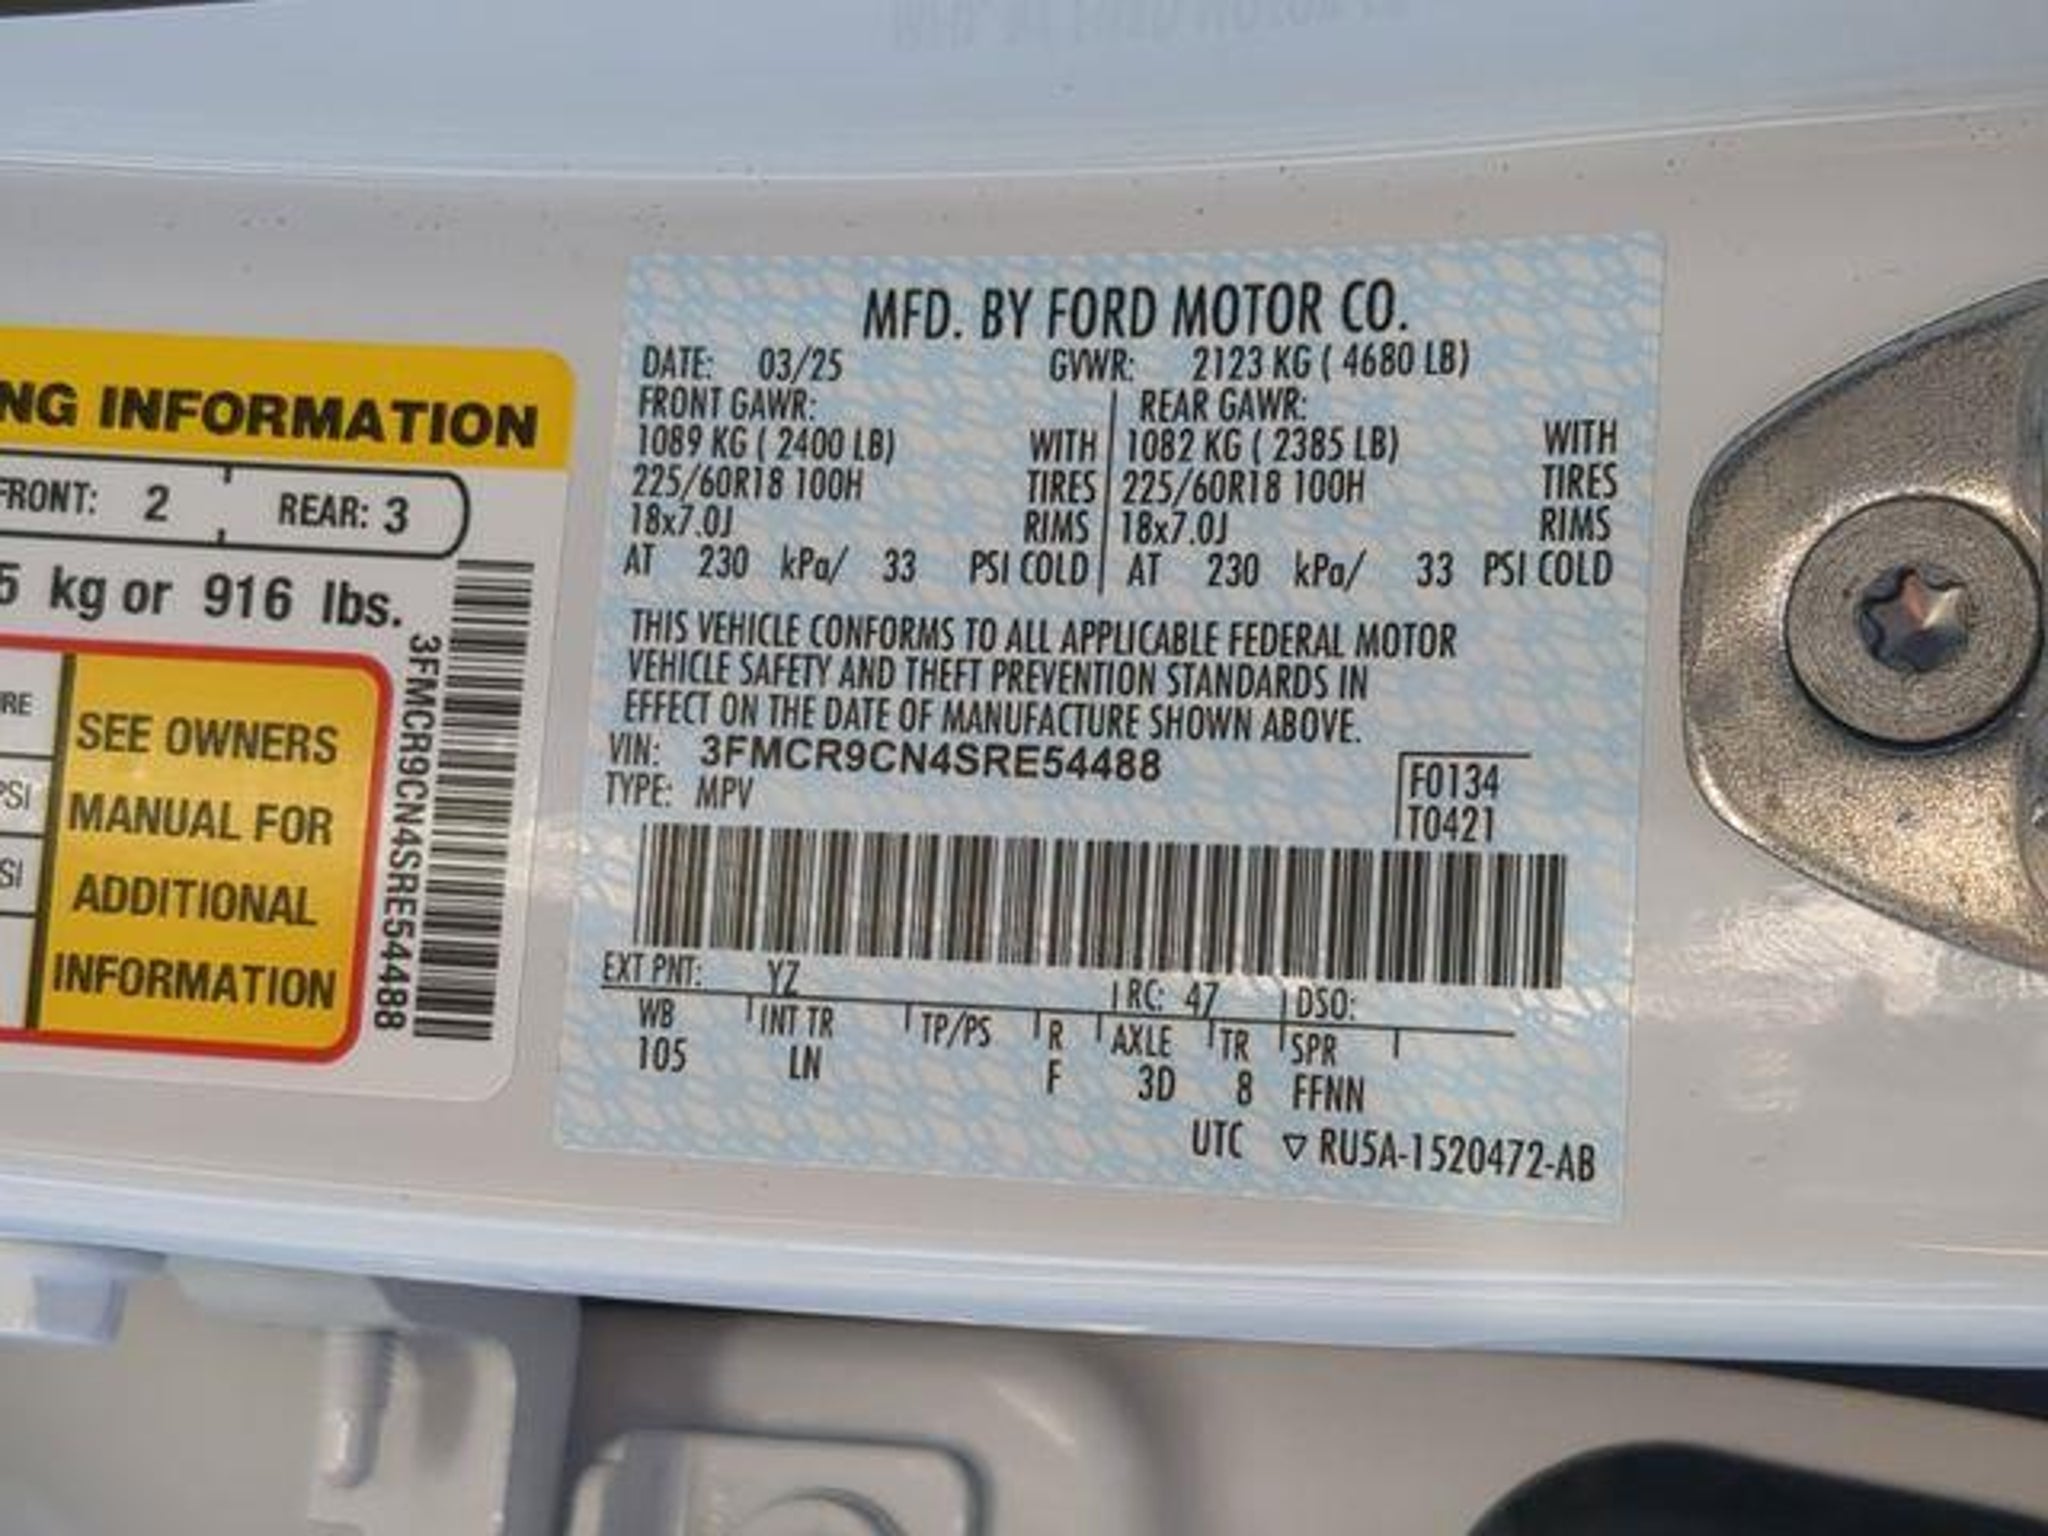 NG INFORMATION
FRONT: 2 REAR: 3
5 kg or 916 lbs.
SEE OWNERS
MANUAL FOR
ADDITIONAL
INFORMATION
RE
PSI
SI
3FMCR9CN4SRE54488
MFD. BY FORD MOTOR CO.
DATE: 03/25 GVWR: 2123 KG ( 4680 LB)
FRONT GAWR: REAR GAWR:
1089 KG ( 2400 LB) WITH 1082 KG ( 2385 LB) WITH
225/60R18 100H TIRES 225/60R18 100H TIRES
18x7.0J RIMS 18x7.0J RIMS
AT 230 kPa/ 33 PSI COLD AT 230 kPa/ 33 PSI COLD
THIS VEHICLE CONFORMS TO ALL APPLICABLE FEDERAL MOTOR
VEHICLE SAFETY AND THEFT PREVENTION STANDARDS IN
EFFECT ON THE DATE OF MANUFACTURE SHOWN ABOVE.
VIN: 3FMCR9CN4SRE54488
TYPE: MPV
F0134
T0421
EXT PNT: YZ RC: 47 DSO:
WB INT TR TP/PS R AXLE TR SPR
105 LN F 3D 8 FFNN
UTC ▽ RU5A-1520472-AB